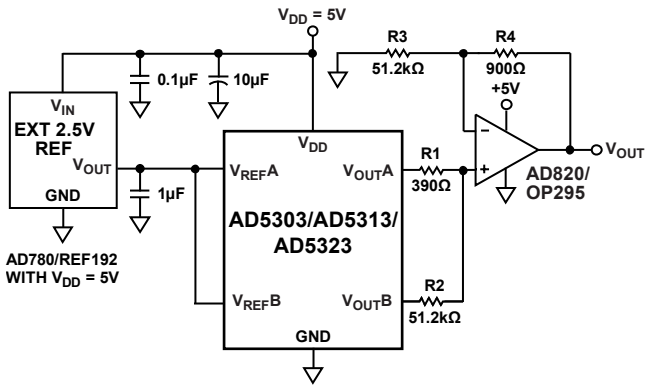 V_DD = 5V
R3
51.2kΩ
R4
900Ω
+5V
0.1µF
10µF
V_IN
EXT 2.5V
REF
V_OUT
GND
1µF
AD780/REF192
WITH V_DD = 5V
V_DD
V_REFA
V_OUTA
AD5303/AD5313/
AD5323
V_REFB
V_OUTB
GND
R1
390Ω
R2
51.2kΩ
−
+
AD820/
OP295
V_OUT